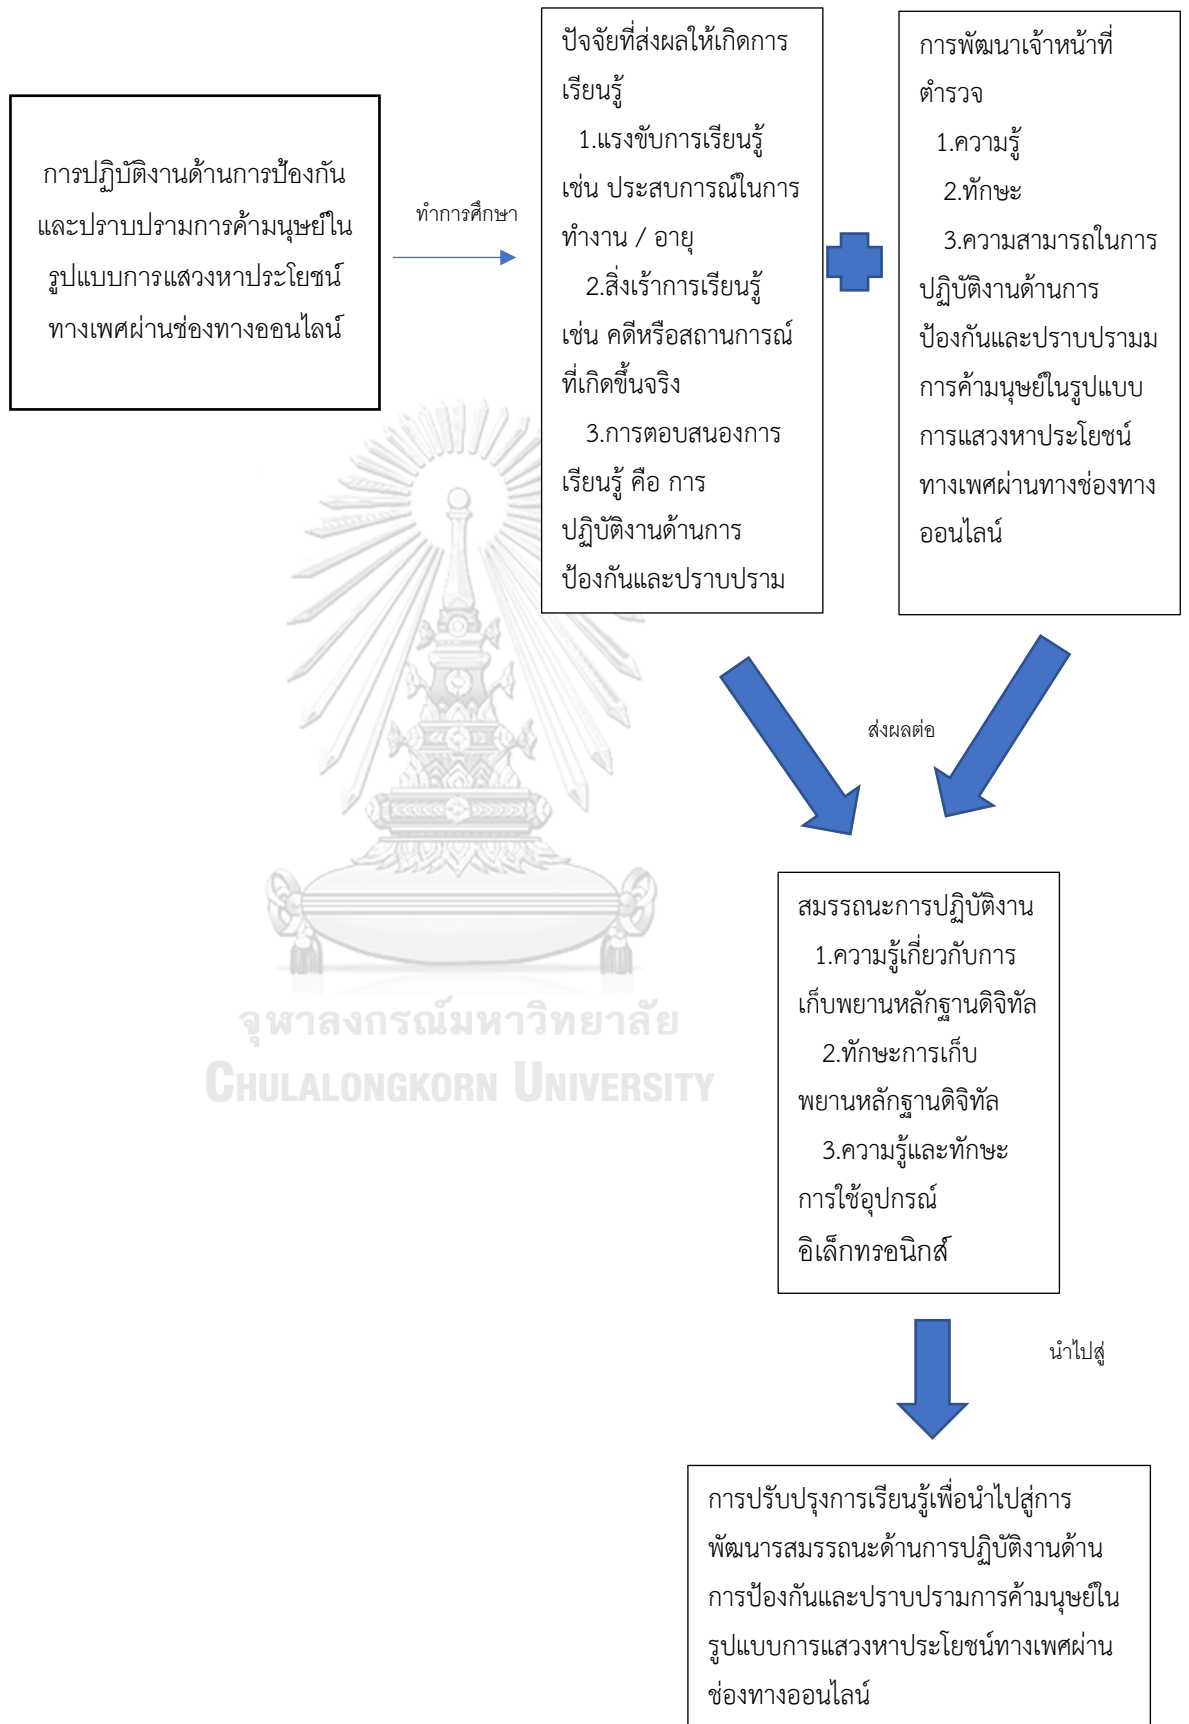 การปฏิบัติงานด้านการป้องกัน
และปราบปรามการค้ามนุษย์ใน
รูปแบบการแสวงหาประโยชน์
ทางเพศผ่านช่องทางออนไลน์
ทำการศึกษา
ปัจจัยที่ส่งผลให้เกิดการ
เรียนรู้
1.แรงขับการเรียนรู้
เช่น ประสบการณ์ในการ
ทำงาน / อายุ
2.สิ่งเร้าการเรียนรู้
เช่น คดีหรือสถานการณ์
ที่เกิดขึ้นจริง
3.การตอบสนองการ
เรียนรู้ คือ การ
ปฏิบัติงานด้านการ
ป้องกันและปราบปราม
การพัฒนาเจ้าหน้าที่
ตำรวจ
1.ความรู้
2.ทักษะ
3.ความสามารถในการ
ปฏิบัติงานด้านการ
ป้องกันและปราบปรามม
การค้ามนุษย์ในรูปแบบ
การแสวงหาประโยชน์
ทางเพศผ่านทางช่องทาง
ออนไลน์
ส่งผลต่อ
สมรรถนะการปฏิบัติงาน
1.ความรู้เกี่ยวกับการ
เก็บพยานหลักฐานดิจิทัล
2.ทักษะการเก็บ
พยานหลักฐานดิจิทัล
3.ความรู้และทักษะ
การใช้อุปกรณ์
อิเล็กทรอนิกส์
จุฬาลงกรณ์มหาวิทยาลัย
CHULALONGKORN UNIVERSITY
นำไปสู่
การปรับปรุงการเรียนรู้เพื่อนำไปสู่การ
พัฒนารสมรรถนะด้านการปฏิบัติงานด้าน
การป้องกันและปราบปรามการค้ามนุษย์ใน
รูปแบบการแสวงหาประโยชน์ทางเพศผ่าน
ช่องทางออนไลน์